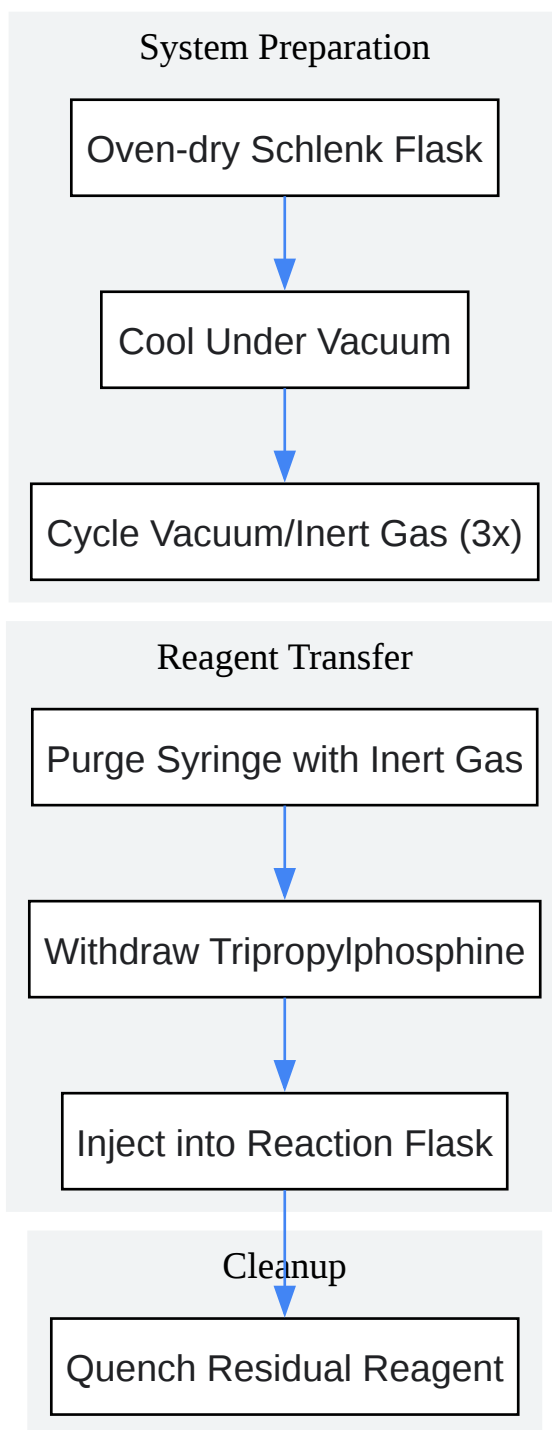 System Preparation
Oven-dry Schlenk Flask
Cool Under Vacuum
Cycle Vacuum/Inert Gas (3x)
Reagent Transfer
Purge Syringe with Inert Gas
Withdraw Tripropylphosphine
Inject into Reaction Flask
Cleanup
Quench Residual Reagent